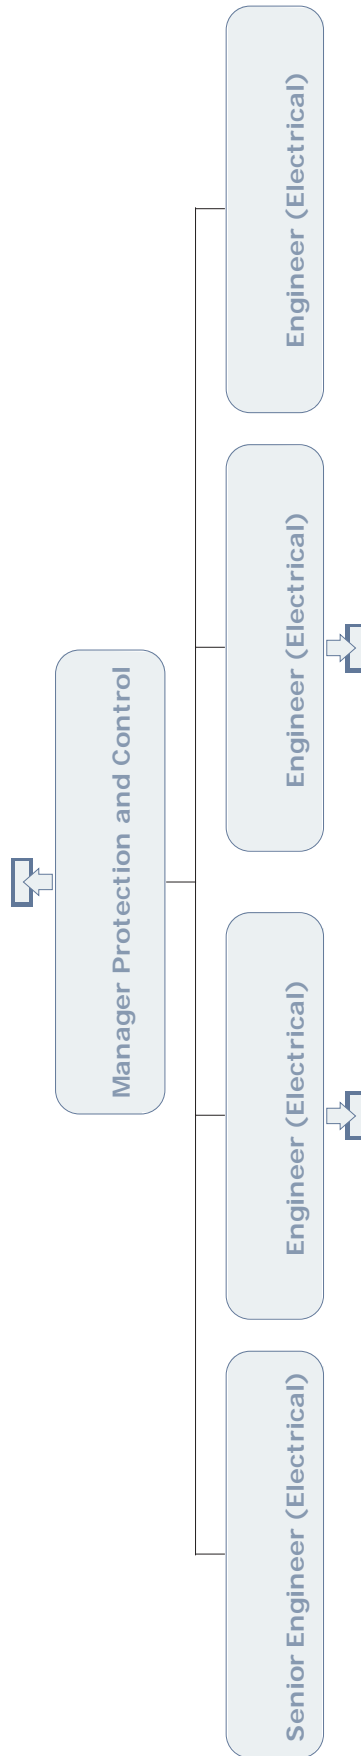 Manager Protection and Control
Senior Engineer (Electrical)
Engineer (Electrical)
Engineer (Electrical)
Engineer (Electrical)